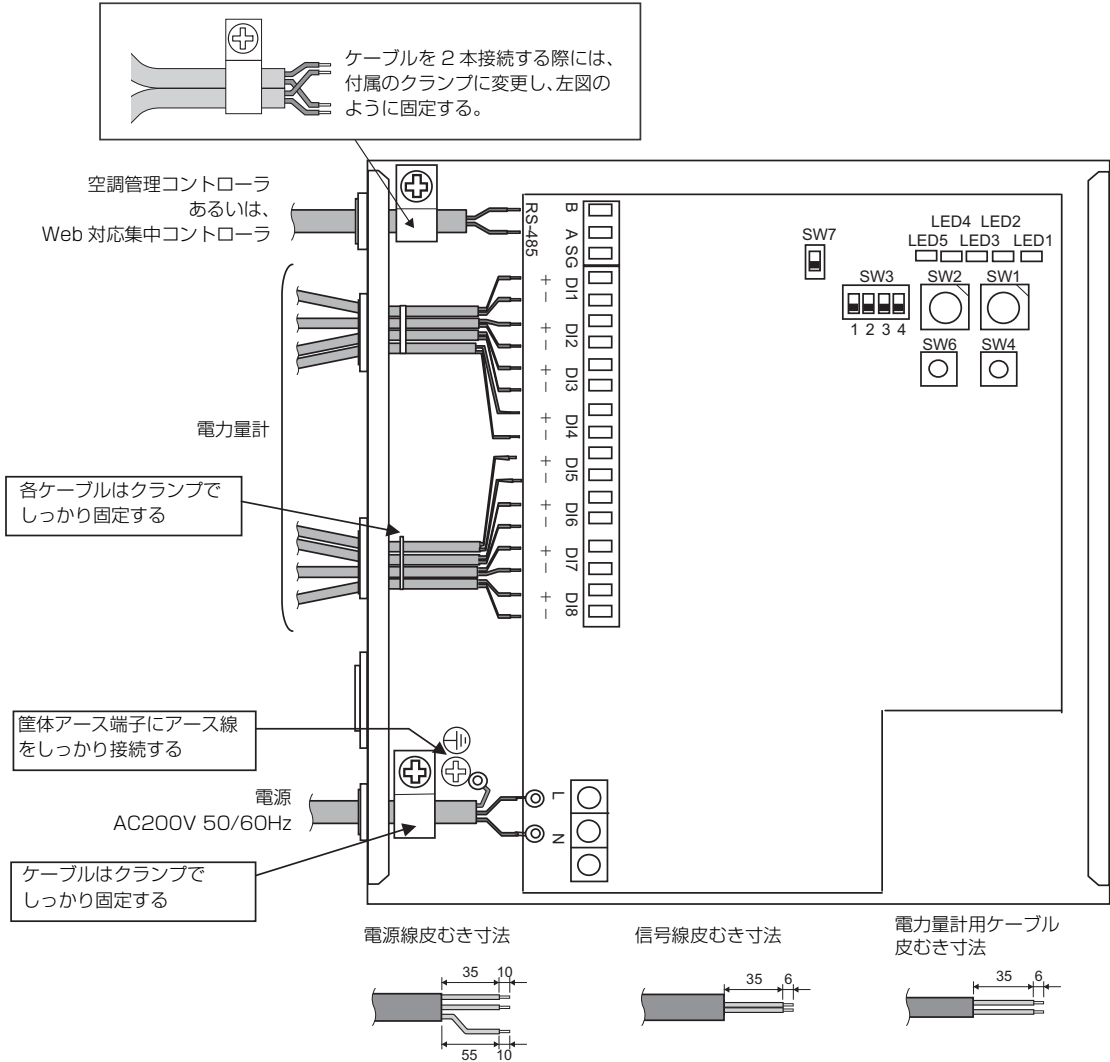 ケーブルを 2 本接続する際には、
付属のクランプに変更し、左図の
ように固定する。
空調管理コントローラ
あるいは、
Web 対応集中コントローラ
RS-485
B
A
SG
+ DI1
−
+ DI2
−
+ DI3
−
+ DI4
−
+ DI5
−
+ DI6
−
+ DI7
−
+ DI8
−
LED4 LED2
LED5 LED3 LED1
SW7
SW3
SW2
SW1
1 2 3 4
SW6
SW4
電力量計
各ケーブルはクランプで
しっかり固定する
筐体アース端子にアース線
をしっかり接続する
電源
AC200V 50/60Hz
L
N
ケーブルはクランプで
しっかり固定する
電源線皮むき寸法
35 10
55 10
信号線皮むき寸法
35 6
電力量計用ケーブル
皮むき寸法
35 6